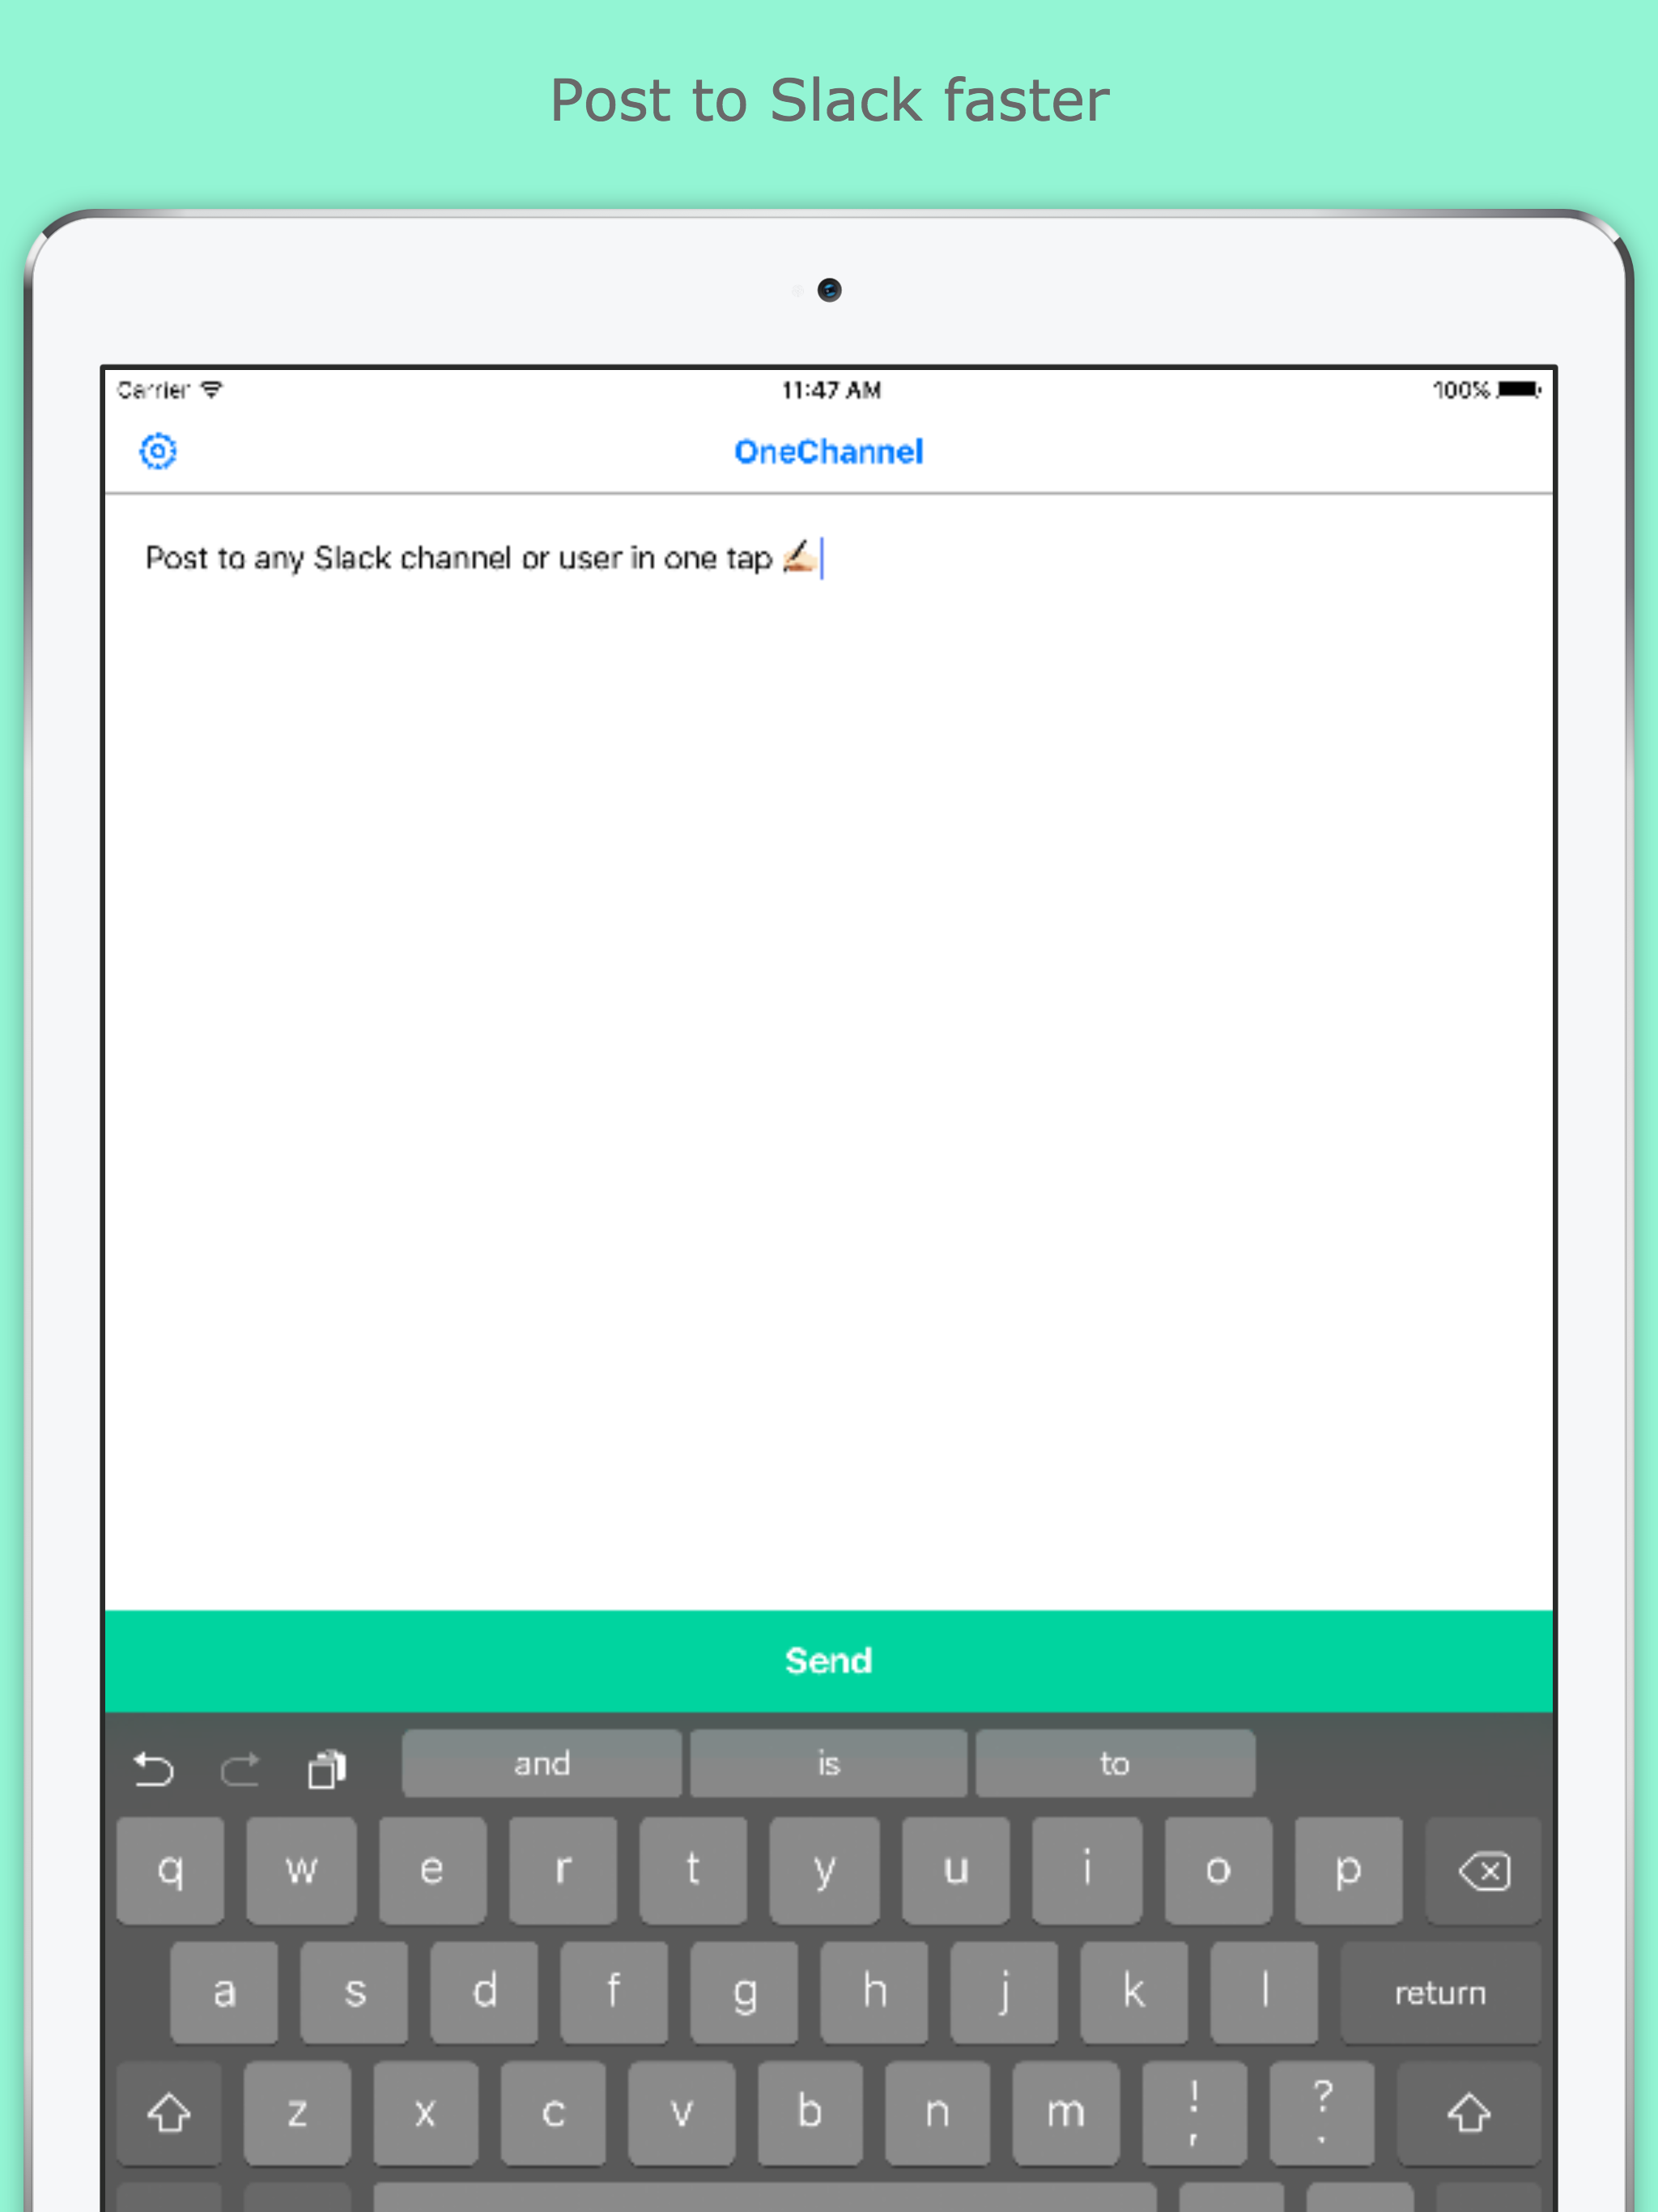 Post to Slack faster
Carrier 11:47 AM 100%
OneChannel
Post to any Slack channel or user in one tap ✍🏻
Send
and is to
q w e r t y u i o p
a s d f g h j k l return
z x c v b n m ! , ? .